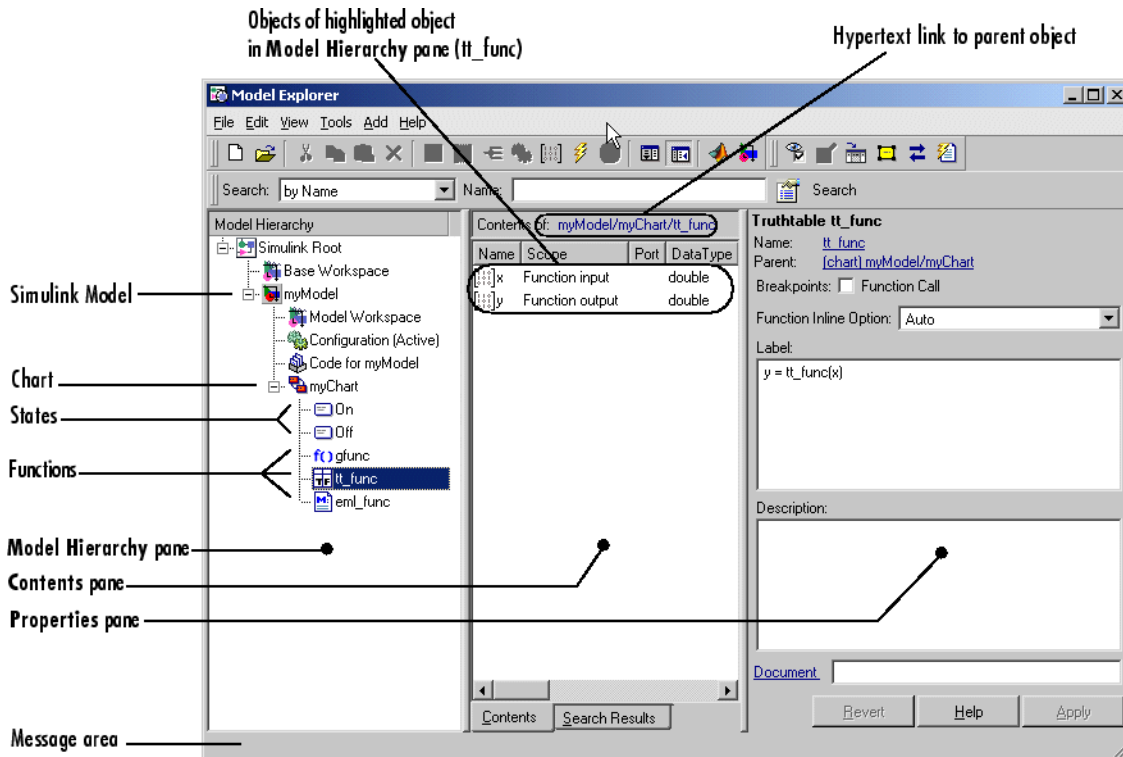 Objects of highlighted object
in Model Hierarchy pane (tt_func)
Hypertext link to parent object
Model Explorer
File Edit View Tools Add Help
Search: by Name Name: Search
Model Hierarchy
Simulink Root
Base Workspace
myModel
Model Workspace
Configuration (Active)
Code for myModel
myChart
On
Off
f() gfunc
tt_func
eml_func
Simulink Model
Chart
States
Functions
Model Hierarchy pane
Contents pane
Properties pane
Message area
Contents of: myModel/myChart/tt_func
Name Scope Port DataType
x Function input double
y Function output double
Contents Search Results
Truthtable tt_func
Name: tt_func
Parent: (chart) myModel/myChart
Breakpoints: Function Call
Function Inline Option: Auto
Label:
y = tt_func(x)
Description:
Document
Revert Help Apply